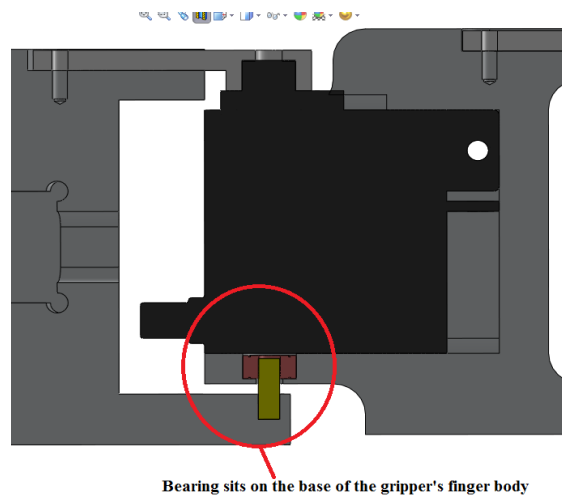 Bearing sits on the base of the gripper's finger body